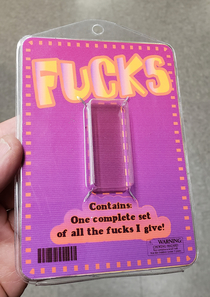 FUCKS
Contains:
One complete set
of all the fucks I give!
WARNING: